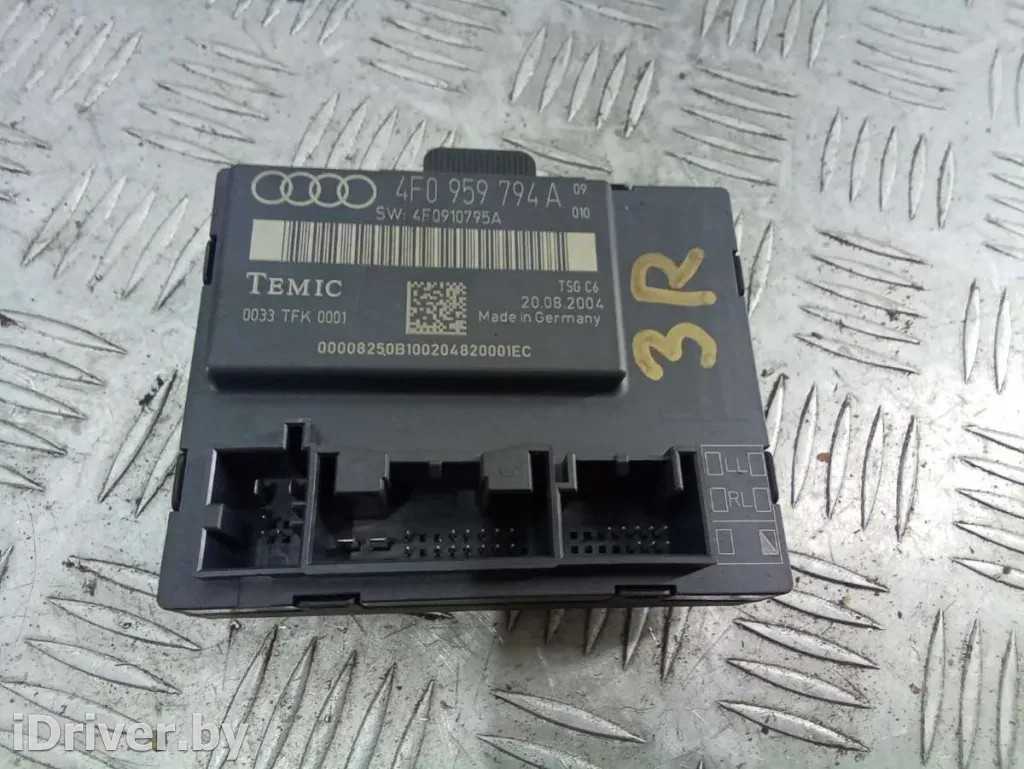 4F0 959 794 A 09
SW: 4F0910795A 010
TEMIC
TSG C6
20.08.2004
0033 TFK 0001
Made in Germany
00008250B100204820001EC
3R
LL
RL
iDriver.by